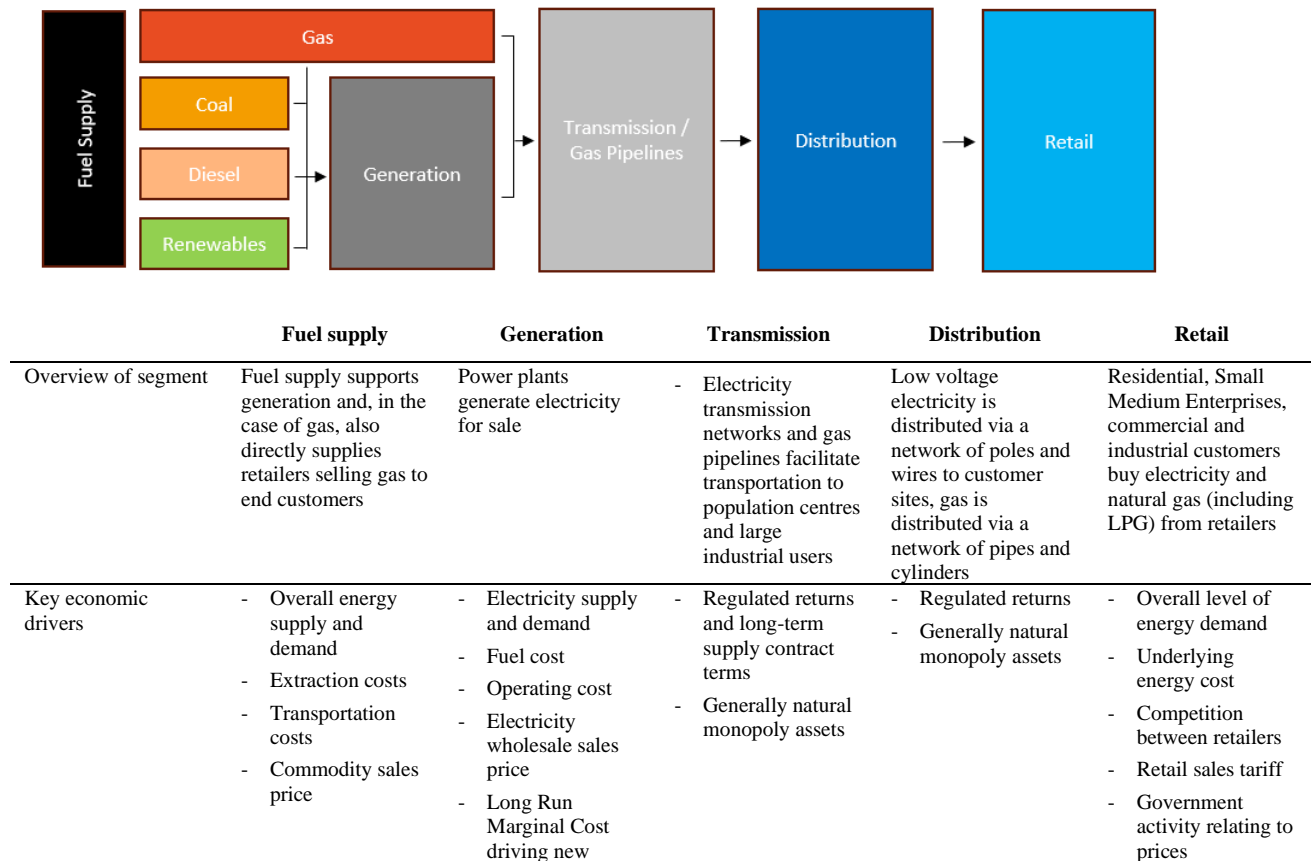 Fuel Supply
Gas
Coal
Diesel
Renewables
Generation
Transmission /
Gas Pipelines
Distribution
Retail
Fuel supply
Generation
Transmission
Distribution
Retail
Overview of segment
Fuel supply supports
generation and, in the
case of gas, also
directly supplies
retailers selling gas to
end customers
Power plants
generate electricity
for sale
- Electricity
transmission
networks and gas
pipelines facilitate
transportation to
population centres
and large
industrial users
Low voltage
electricity is
distributed via a
network of poles and
wires to customer
sites, gas is
distributed via a
network of pipes and
cylinders
Residential, Small
Medium Enterprises,
commercial and
industrial customers
buy electricity and
natural gas (including
LPG) from retailers
Key economic
drivers
- Overall energy
supply and
demand
- Extraction costs
- Transportation
costs
- Commodity sales
price
- Electricity supply
and demand
- Fuel cost
- Operating cost
- Electricity
wholesale sales
price
- Long Run
Marginal Cost
driving new
- Regulated returns
and long-term
supply contract
terms
- Generally natural
monopoly assets
- Regulated returns
- Generally natural
monopoly assets
- Overall level of
energy demand
- Underlying
energy cost
- Competition
between retailers
- Retail sales tariff
- Government
activity relating to
prices